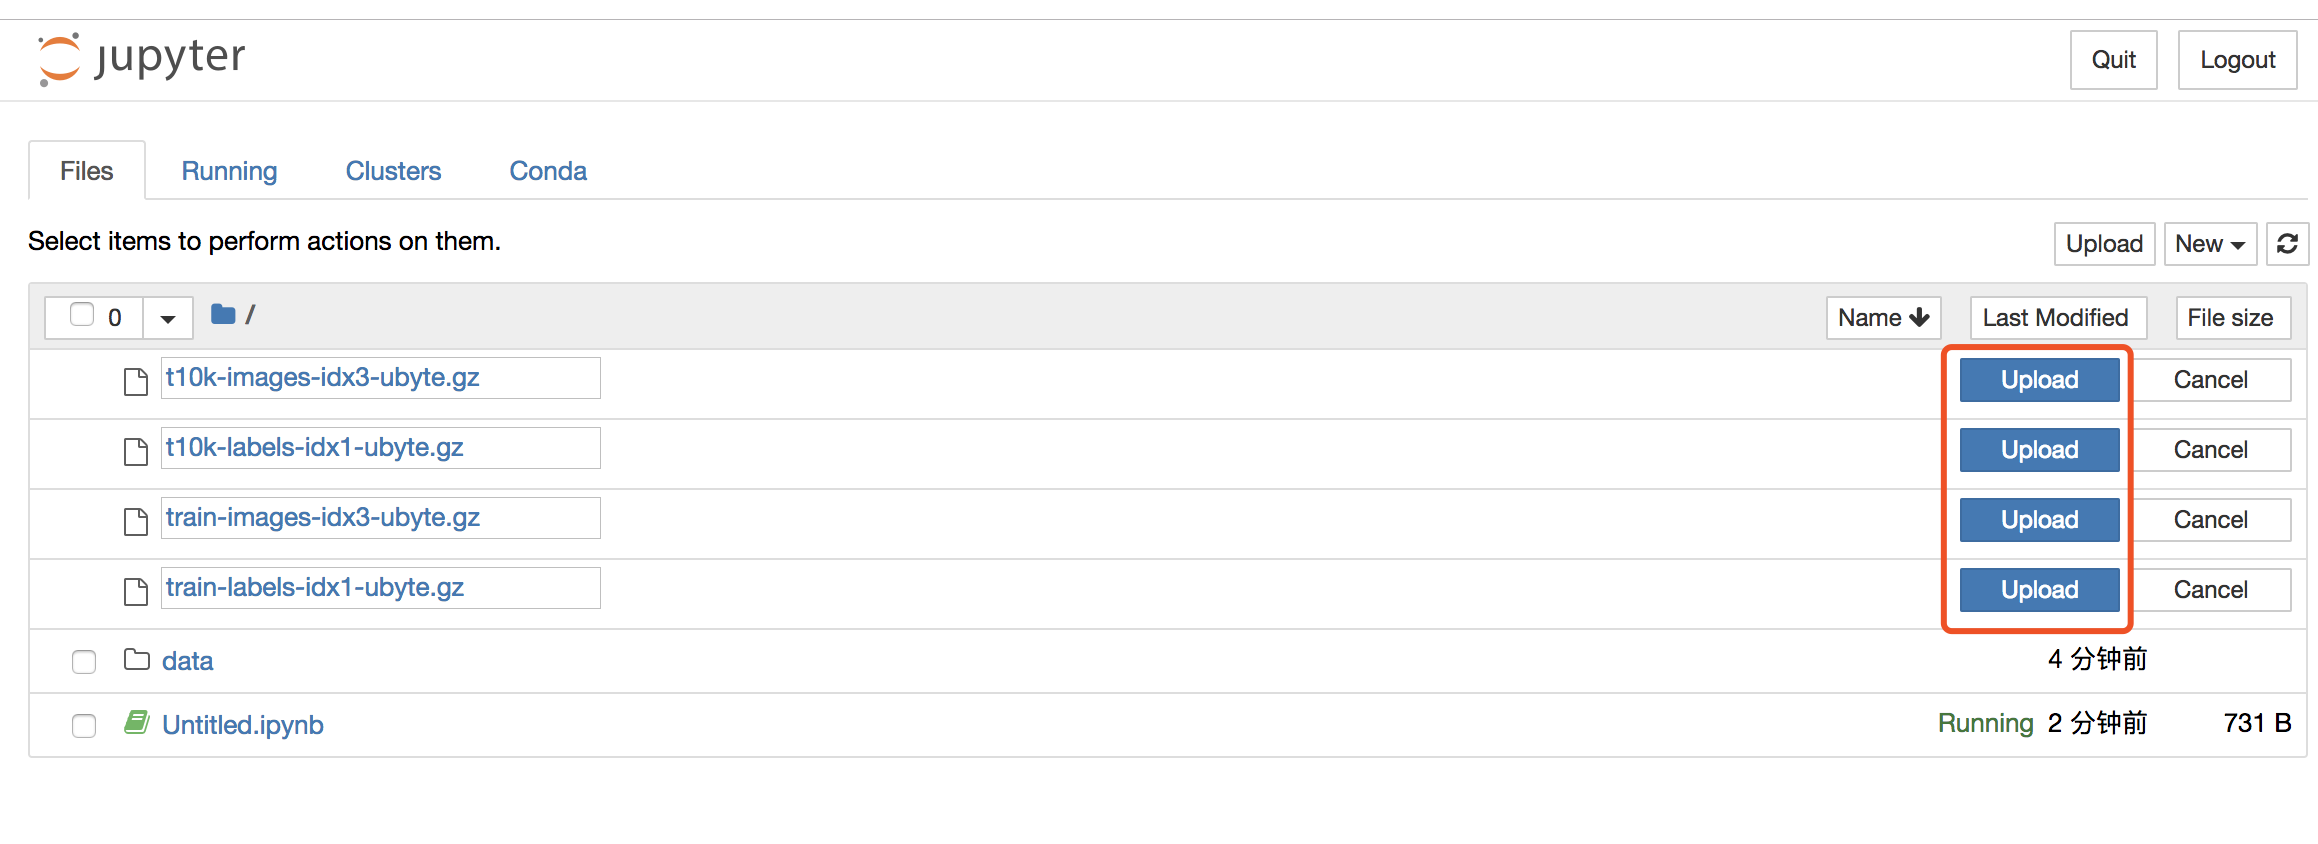 jupyter
Quit Logout
Files Running Clusters Conda
Select items to perform actions on them.
Upload New
0 / Name Last Modified File size
t10k-images-idx3-ubyte.gz Upload Cancel
t10k-labels-idx1-ubyte.gz Upload Cancel
train-images-idx3-ubyte.gz Upload Cancel
train-labels-idx1-ubyte.gz Upload Cancel
data 4 分钟前
Untitled.ipynb Running 2 分钟前 731 B